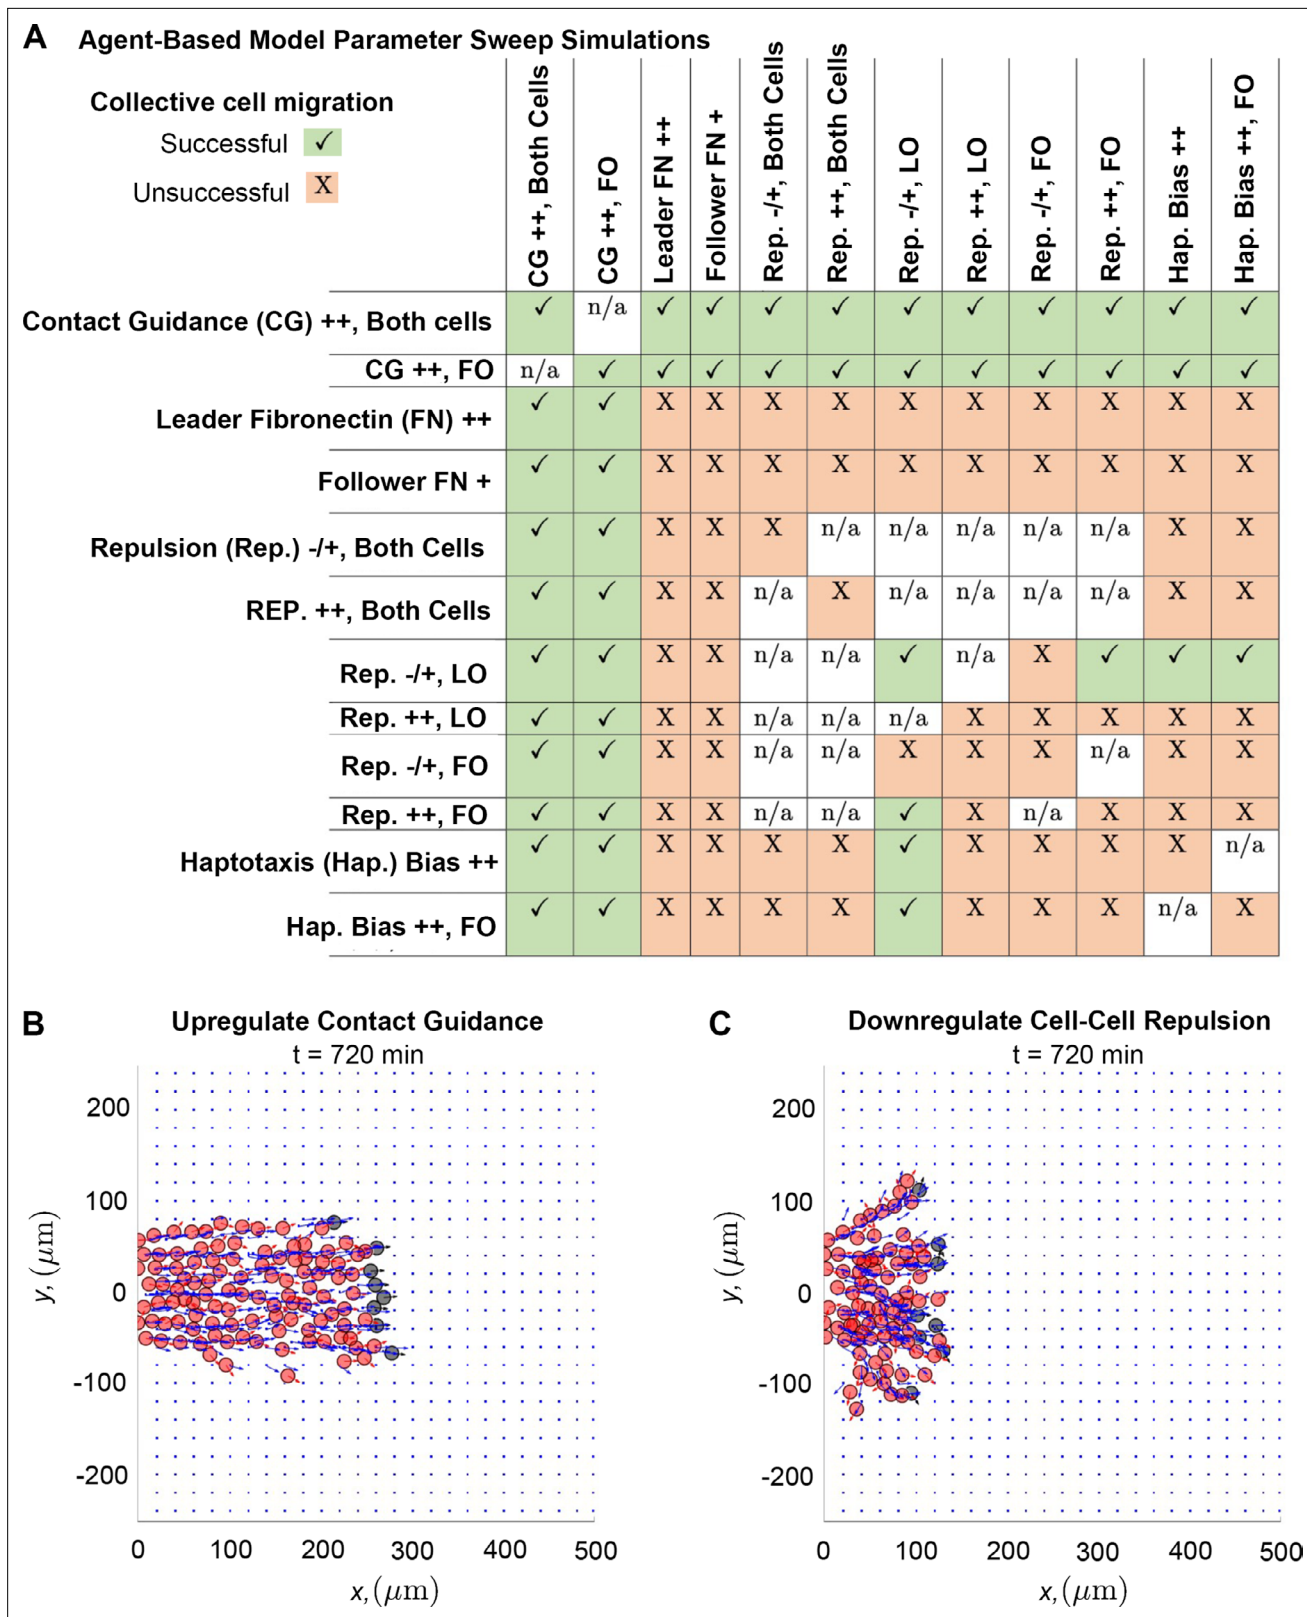 A Agent-Based Model Parameter Sweep Simulations
Collective cell migration
Successful ✓
Unsuccessful X
CG ++, Both Cells
CG ++, FO
Leader FN ++
Follower FN +
Rep. -/+, Both Cells
Rep. ++, Both Cells
Rep. -/+, LO
Rep. ++, LO
Rep. -/+, FO
Rep. ++, FO
Hap. Bias ++
Hap. Bias ++, FO
Contact Guidance (CG) ++, Both cells ✓ n/a ✓ ✓ ✓ ✓ ✓ ✓ ✓ ✓ ✓ ✓
CG ++, FO n/a ✓ ✓ ✓ ✓ ✓ ✓ ✓ ✓ ✓ ✓ ✓
Leader Fibronectin (FN) ++ ✓ ✓ X X X X X X X X X X
Follower FN + ✓ ✓ X X X X X X X X X X
Repulsion (Rep.) -/+, Both Cells ✓ ✓ X X X n/a n/a n/a n/a n/a X X
REP. ++, Both Cells ✓ ✓ X X n/a X n/a n/a n/a n/a X X
Rep. -/+, LO ✓ ✓ X X n/a n/a ✓ n/a X ✓ ✓ ✓
Rep. ++, LO ✓ ✓ X X n/a n/a n/a X X X X X
Rep. -/+, FO ✓ ✓ X X n/a n/a X X X n/a X X
Rep. ++, FO ✓ ✓ X X n/a n/a ✓ X n/a X X X
Haptotaxis (Hap.) Bias ++ ✓ ✓ X X X X ✓ X X X X n/a
Hap. Bias ++, FO ✓ ✓ X X X X ✓ X X X n/a X
B Upregulate Contact Guidance
t = 720 min
200
100
0
-100
-200
y, (μm)
0 100 200 300 400 500
x, (μm)
C Downregulate Cell-Cell Repulsion
t = 720 min
200
100
0
-100
-200
y, (μm)
0 100 200 300 400 500
x, (μm)